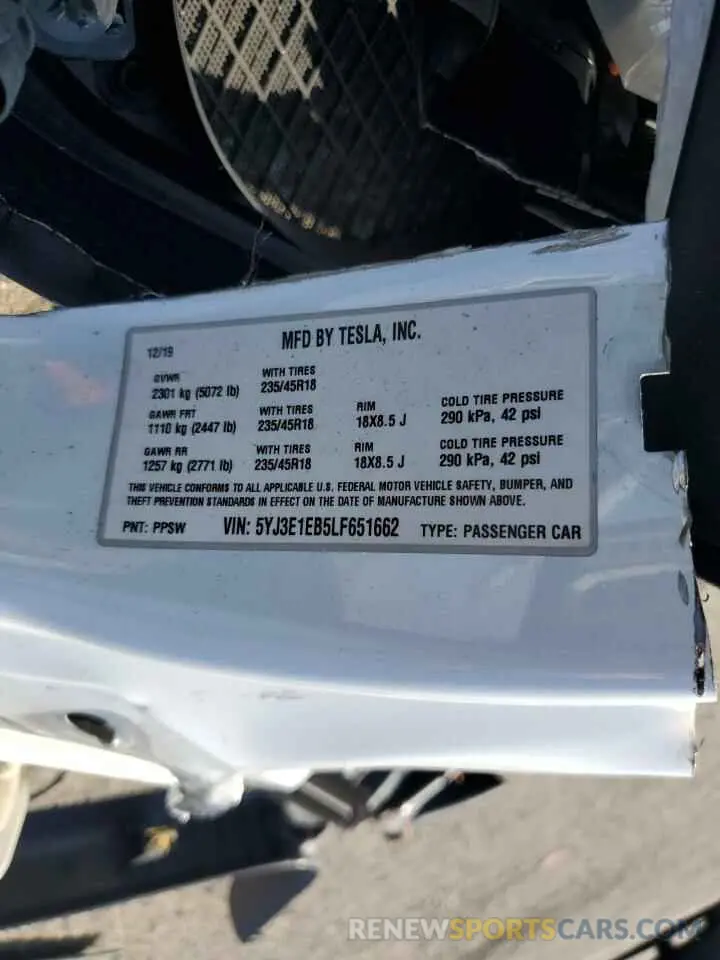 MFD BY TESLA, INC.
12/19
GVWR
2301 kg (5072 lb)
WITH TIRES
235/45R18
GAWR FRT
1110 kg (2447 lb)
WITH TIRES
235/45R18
RIM
18X8.5 J
COLD TIRE PRESSURE
290 kPa, 42 psi
GAWR RR
1257 kg (2771 lb)
WITH TIRES
235/45R18
RIM
18X8.5 J
COLD TIRE PRESSURE
290 kPa, 42 psi
THIS VEHICLE CONFORMS TO ALL APPLICABLE U.S. FEDERAL MOTOR VEHICLE SAFETY, BUMPER, AND
THEFT PREVENTION STANDARDS IN EFFECT ON THE DATE OF MANUFACTURE SHOWN ABOVE.
PNT: PPSW VIN: 5YJ3E1EB5LF651662 TYPE: PASSENGER CAR
RENEWSPORTSCARS.COM